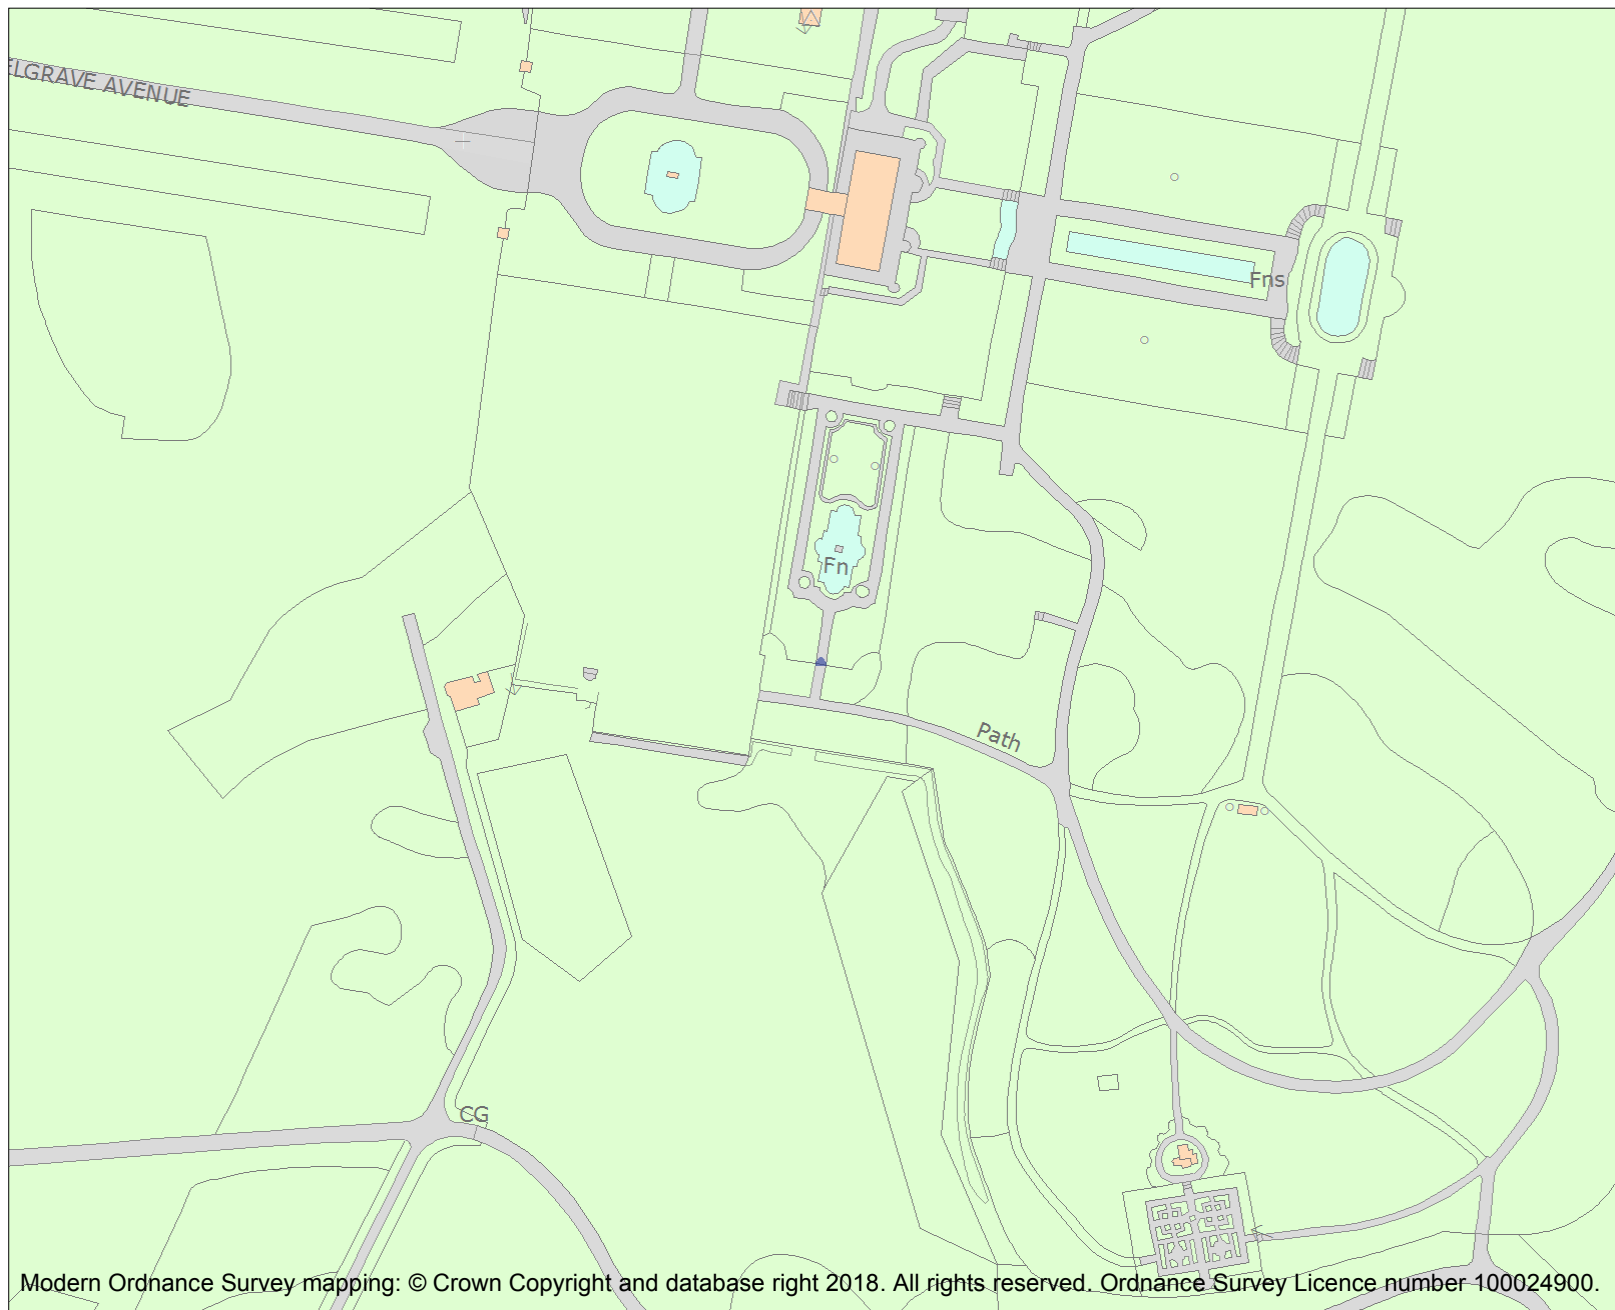 ELGRAVE AVENUE
Fns
Fn
Path
CG
Modern Ordnance Survey mapping: © Crown Copyright and database right 2018. All rights reserved. Ordnance Survey Licence number 100024900.